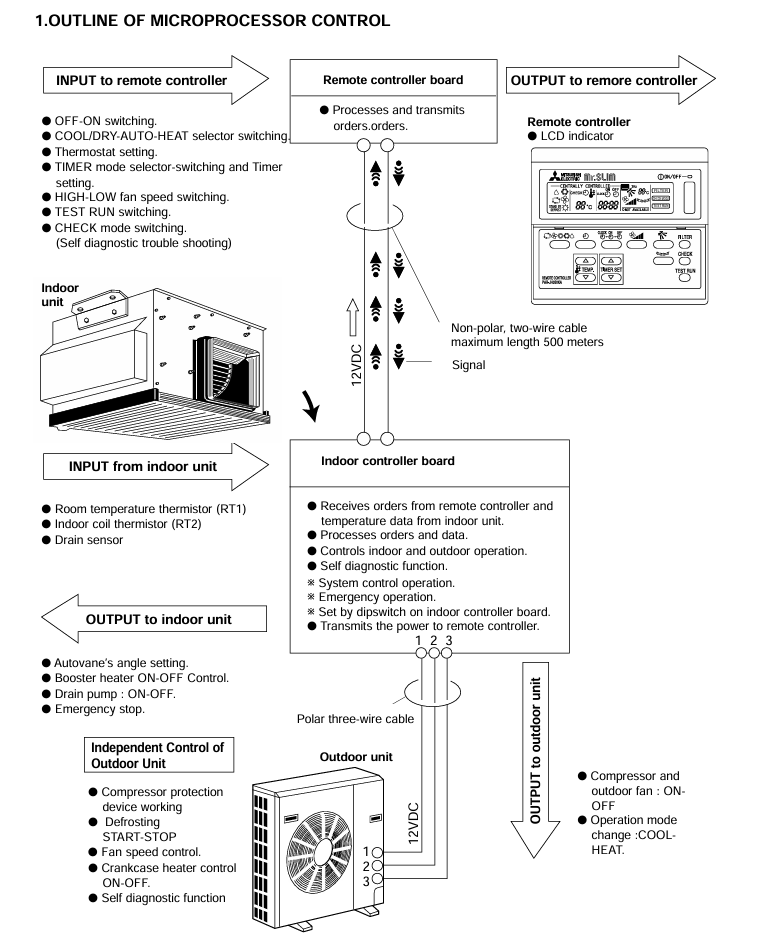 1.OUTLINE OF MICROPROCESSOR CONTROL
INPUT to remote controller
● OFF-ON switching.
● COOL/DRY-AUTO-HEAT selector switching.
● Thermostat setting.
● TIMER mode selector-switching and Timer
setting.
● HIGH-LOW fan speed switching.
● TEST RUN switching.
● CHECK mode switching.
(Self diagnostic trouble shooting)
Remote controller board
● Processes and transmits
orders.orders.
OUTPUT to remore controller
Remote controller
● LCD indicator
MITSUBISHI
ELECTRIC
Mr.SLIM
ON/OFF
CENTRALLY CONTROLLED
FILTER
CHECK
TEST RUN
TEMP.
TIMER SET
Indoor
unit
12VDC
Non-polar, two-wire cable
maximum length 500 meters
Signal
INPUT from indoor unit
● Room temperature thermistor (RT1)
● Indoor coil thermistor (RT2)
● Drain sensor
Indoor controller board
● Receives orders from remote controller and
temperature data from indoor unit.
● Processes orders and data.
● Controls indoor and outdoor operation.
● Self diagnostic function.
※ System control operation.
※ Emergency operation.
※ Set by dipswitch on indoor controller board.
● Transmits the power to remote controller.
1 2 3
OUTPUT to indoor unit
● Autovane's angle setting.
● Booster heater ON-OFF Control.
● Drain pump : ON-OFF.
● Emergency stop.
Polar three-wire cable
Independent Control of
Outdoor Unit
● Compressor protection
device working
● Defrosting
START-STOP
● Fan speed control.
● Crankcase heater control
ON-OFF.
● Self diagnostic function
Outdoor unit
12VDC
1
2
3
OUTPUT to outdoor unit
● Compressor and
outdoor fan : ON-
OFF
● Operation mode
change :COOL-
HEAT.